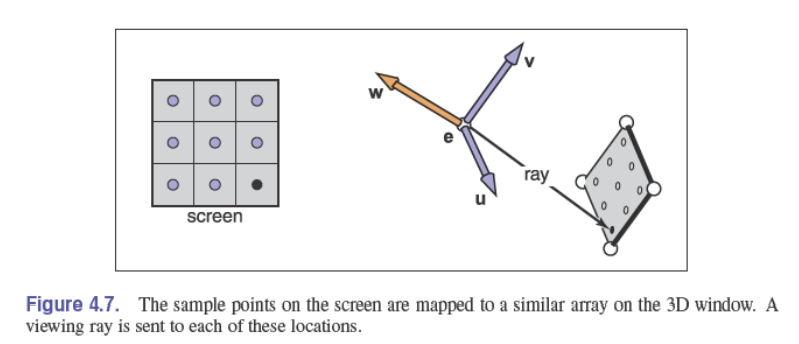 w
v
e
ray
u
screen
Figure 4.7. The sample points on the screen are mapped to a similar array on the 3D window. A
viewing ray is sent to each of these locations.